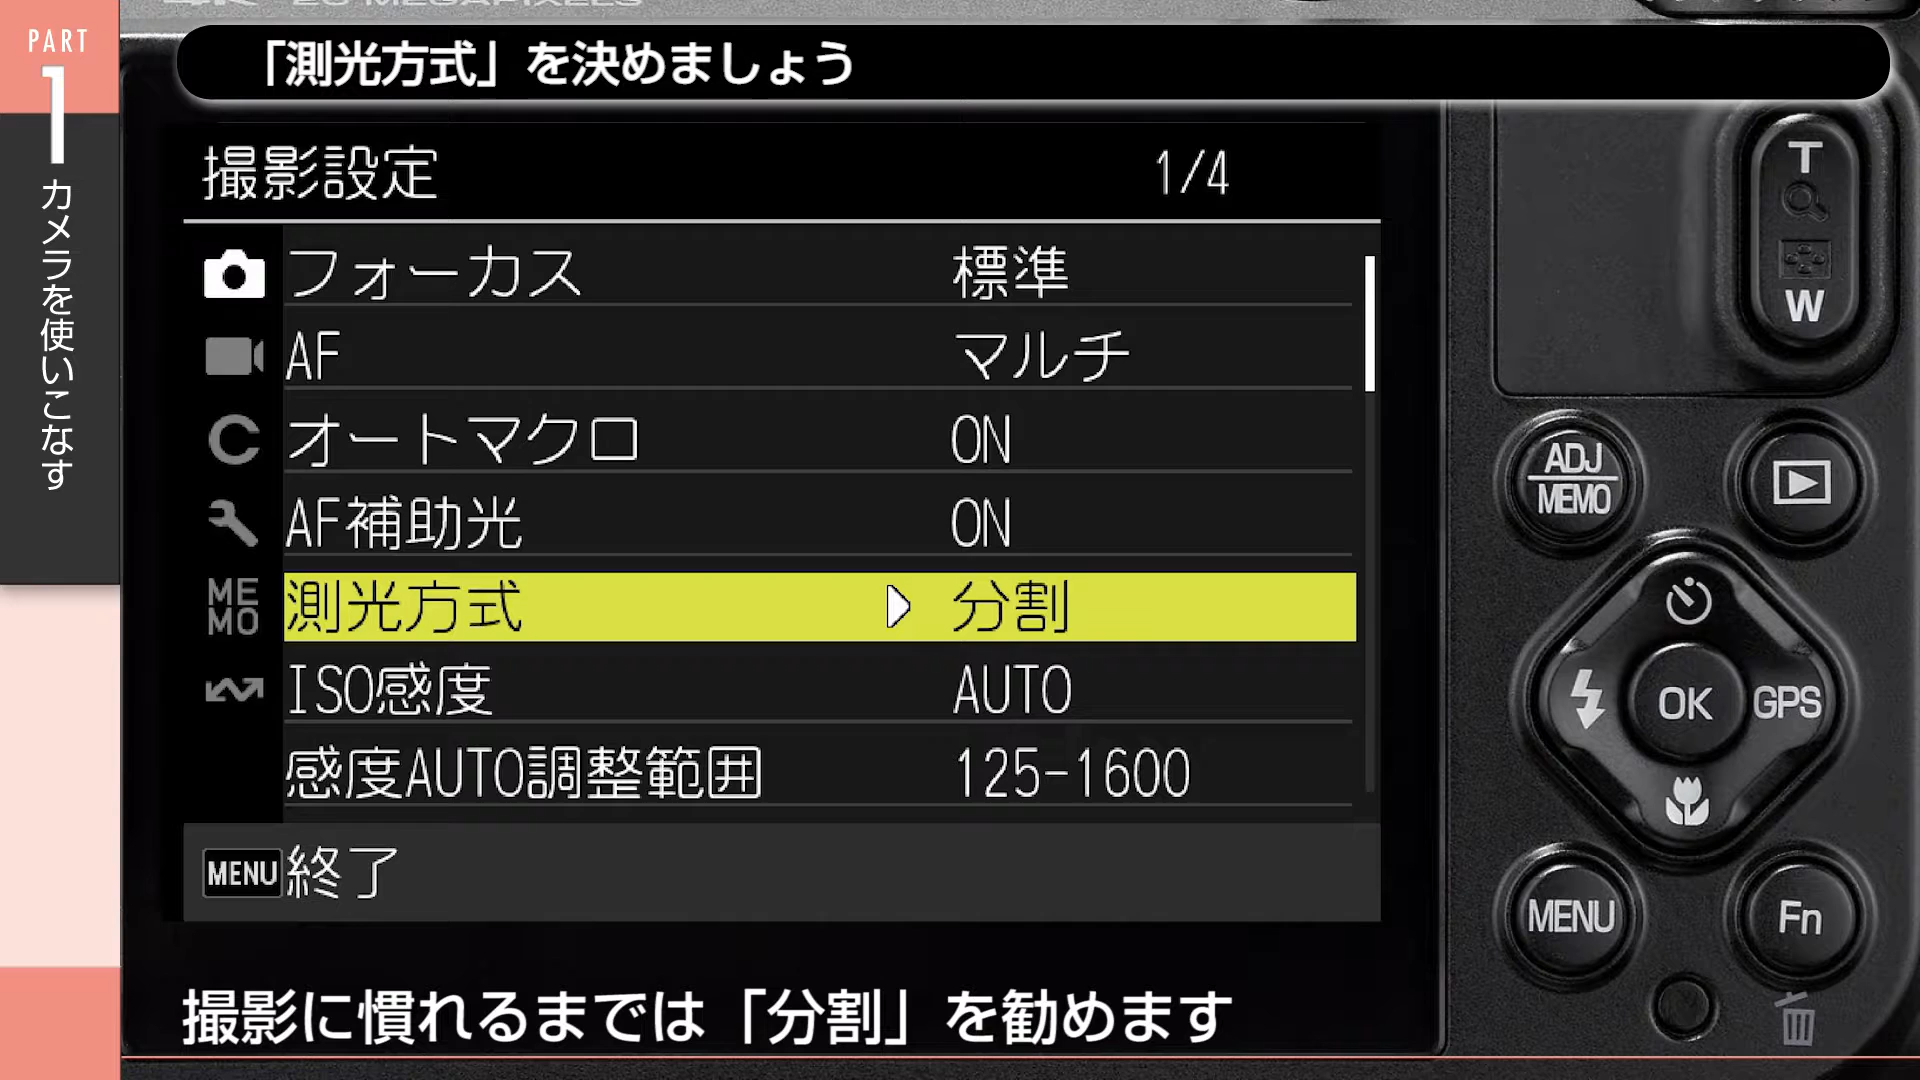 4K 20 MEGAPIXELS
PART
1
カメラを使いこなす
「測光方式」を決めましょう
撮影設定 1/4
フォーカス 標準
AF マルチ
オートマクロ ON
AF補助光 ON
MEMO
測光方式 分割
ISO感度 AUTO
感度AUTO調整範囲 125-1600
MENU 終了
撮影に慣れるまでは「分割」を勧めます
T
W
ADJ
MEMO
OK
GPS
MENU
Fn